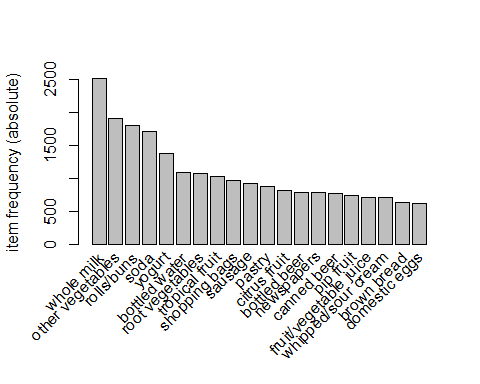 item frequency (absolute)
2500
1500
500
0
whole milk
other vegetables
rolls/buns
soda
yogurt
bottled water
root vegetables
tropical fruit
shopping bags
sausage
pastry
citrus fruit
bottled beer
newspapers
canned beer
pip fruit
fruit/vegetable juice
whipped/sour cream
brown bread
domestic eggs